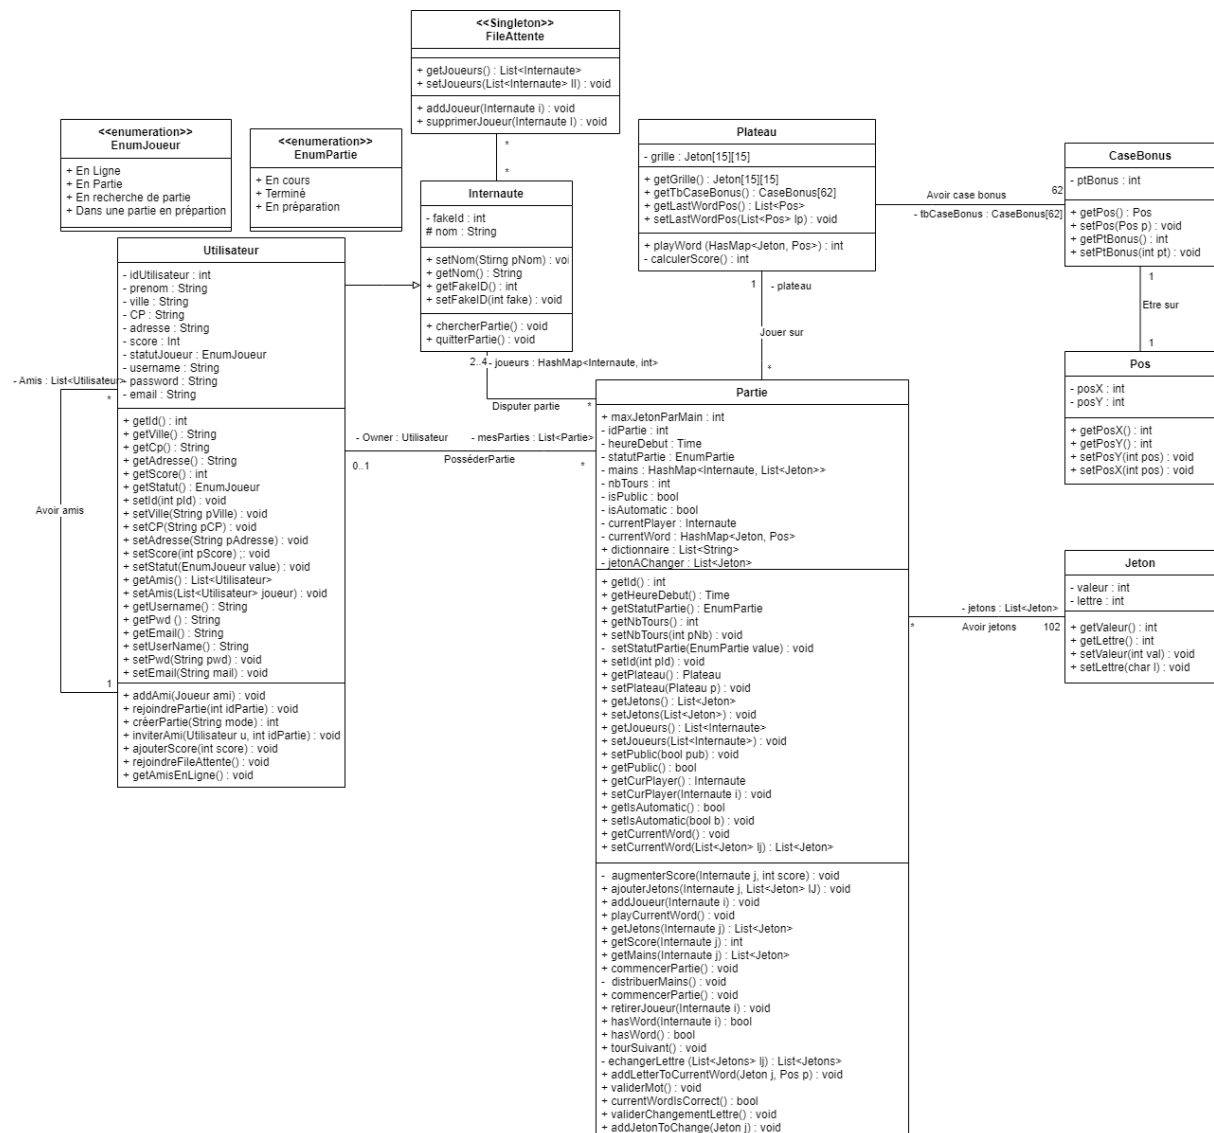 <<Singleton>>
FileAttente
+ getJoueurs() : List<Internaute>
+ setJoueurs(List<Internaute> ll) : void
+ addJoueur(Internaute i) : void
+ supprimerJoueur(Internaute I) : void
<<enumeration>>
EnumJoueur
+ En Ligne
+ En Partie
+ En recherche de partie
+ Dans une partie en prépartion
<<enumeration>>
EnumPartie
+ En cours
+ Terminé
+ En préparation
*
*
Internaute
- fakeId : int
# nom : String
+ setNom(Stirng pNom) : voi
+ getNom() : String
+ getFakeID() : int
+ setFakeID(int fake) : void
+ chercherPartie() : void
+ quitterPartie() : void
Plateau
- grille : Jeton[15][15]
+ getGrille() : Jeton[15][15]
+ getTbCaseBonus() : CaseBonus[62]
+ getLastWordPos() : List<Pos>
+ setLastWordPos(List<Pos> lp) : void
+ playWord (HasMap<Jeton, Pos>) : int
- calculerScore() : int
Avoir case bonus
62
- tbCaseBonus : CaseBonus[62]
CaseBonus
- ptBonus : int
+ getPos() : Pos
+ setPos(Pos p) : void
+ getPtBonus() : int
+ setPtBonus(int pt) : void
1
Etre sur
1
Pos
- posX : int
- posY : int
+ getPosX() : int
+ getPosY() : int
+ setPosY(int pos) : void
+ setPosX(int pos) : void
1
- plateau
Jouer sur
*
2..4
- joueurs : HashMap<Internaute, int>
Disputer partie
*
Utilisateur
- idUtilisateur : int
- prenom : String
- ville : String
- CP : String
- adresse : String
- score : Int
- statutJoueur : EnumJoueur
- username : String
- password : String
- email : String
+ getId() : int
+ getVille() : String
+ getCp() : String
+ getAdresse() : String
+ getScore() : int
+ getStatut() : EnumJoueur
+ setId(int pId) : void
+ setVille(String pVille) : void
+ setCP(String pCP) : void
+ setAdresse(String pAdresse) : void
+ setScore(int pScore) ;: void
+ setStatut(EnumJoueur value) : void
+ getAmis() : List<Utilisateur>
+ setAmis(List<Utilisateur> joueur) : void
+ getUsername() : String
+ getPwd () : String
+ getEmail() : String
+ setUserName() : String
+ setPwd(String pwd) : void
+ setEmail(String mail) : void
+ addAmi(Joueur ami) : void
+ rejoindrePartie(int idPartie) : void
+ créerPartie(String mode) : int
+ inviterAmi(Utilisateur u, int idPartie) : void
+ ajouterScore(int score) : void
+ rejoindreFileAttente() : void
+ getAmisEnLigne() : void
- Amis : List<Utilisateur>
*
Avoir amis
1
- Owner : Utilisateur
- mesParties : List<Partie>
0..1
PosséderPartie
*
Partie
+ maxJetonParMain : int
- idPartie : int
- heureDebut : Time
- statutPartie : EnumPartie
- mains : HashMap<Internaute, List<Jeton>>
- nbTours : int
- isPublic : bool
- isAutomatic : bool
- currentPlayer : Internaute
- currentWord : HashMap<Jeton, Pos>
+ dictionnaire : List<String>
- jetonAChanger : List<Jeton>
+ getId() : int
+ getHeureDebut() : Time
+ getStatutPartie() : EnumPartie
+ getNbTours() : int
+ setNbTours(int pNb) : void
- setStatutPartie(EnumPartie value) : void
+ setId(int pId) : void
+ getPlateau() : Plateau
+ setPlateau(Plateau p) : void
+ getJetons() : List<Jeton>
+ setJetons(List<Jeton>) : void
+ getJoueurs() : List<Internaute>
+ setJoueurs(List<Internaute>) : void
+ setPublic(bool pub) : void
+ getPublic() : bool
+ getCurPlayer() : Internaute
+ setCurPlayer(Internaute i) : void
+ getIsAutomatic() : bool
+ setIsAutomatic(bool b) : void
+ getCurrentWord() : void
+ setCurrentWord(List<Jeton> lj) : List<Jeton>
- augmenterScore(Internaute j, int score) : void
+ ajouterJetons(Internaute j, List<Jeton> lJ) : void
+ addJoueur(Internaute i) : void
+ playCurrentWord() : void
+ getJetons(Internaute j) : List<Jeton>
+ getScore(Internaute j) : int
+ getMains(Internaute j) : List<Jeton>
+ commencerPartie() : void
- distribuerMains() : void
+ commencerPartie() : void
+ retirerJoueur(Internaute i) : void
+ hasWord(Internaute i) : bool
+ hasWord() : bool
+ tourSuivant() : void
- echangerLettre (List<Jetons> lj) : List<Jetons>
+ addLetterToCurrentWord(Jeton j, Pos p) : void
+ validerMot() : void
+ currentWordIsCorrect() : bool
+ validerChangementLettre() : void
+ addJetonToChange(Jeton j) : void
- jetons : List<Jeton>
*
Avoir jetons
102
Jeton
- valeur : int
- lettre : int
+ getValeur() : int
+ getLettre() : int
+ setValeur(int val) : void
+ setLettre(char l) : void